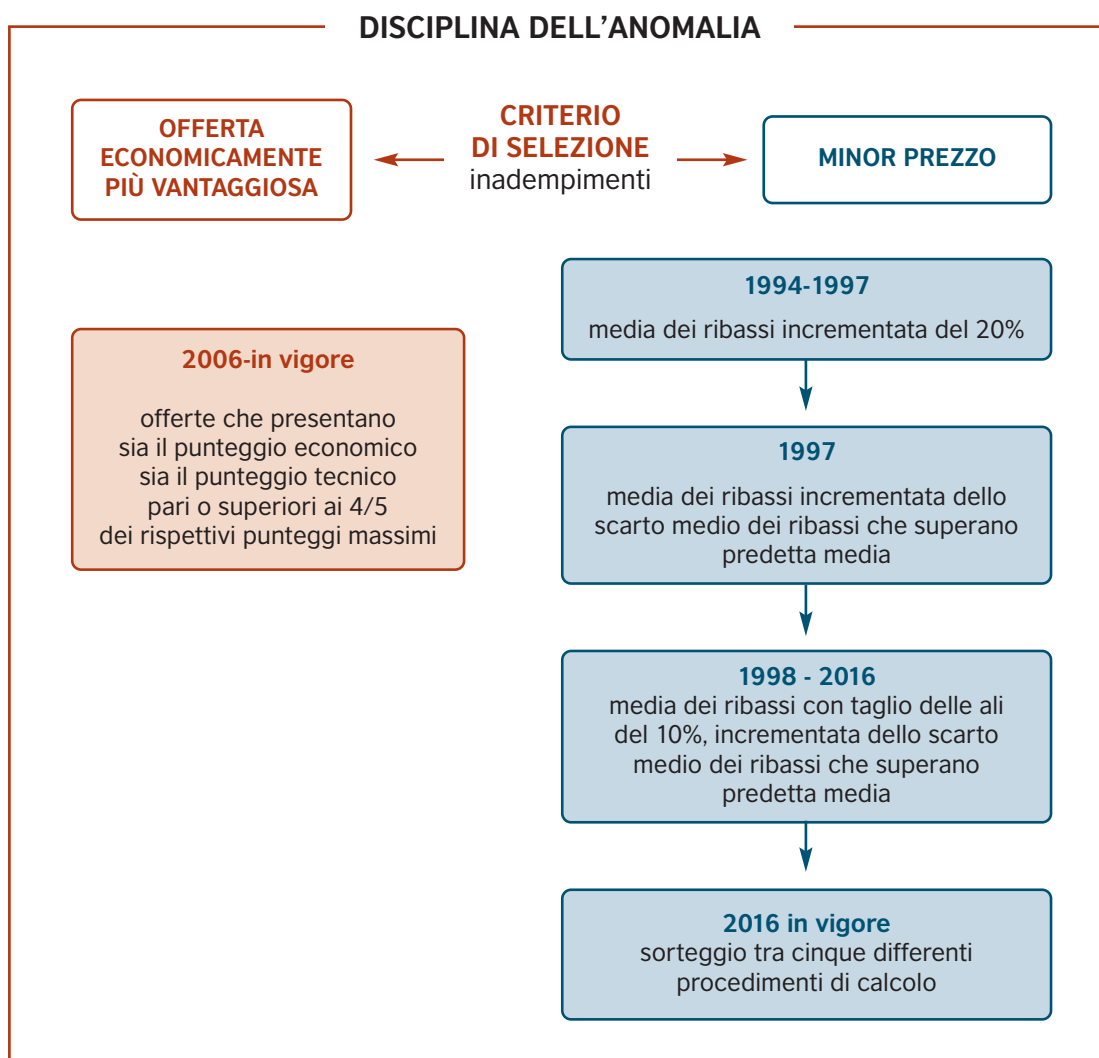 DISCIPLINA DELL’ANOMALIA
OFFERTA
ECONOMICAMENTE
PIÙ VANTAGGIOSA
CRITERIO
DI SELEZIONE
inadempimenti
MINOR PREZZO
2006-in vigore
offerte che presentano
sia il punteggio economico
sia il punteggio tecnico
pari o superiori ai 4/5
dei rispettivi punteggi massimi
1994-1997
media dei ribassi incrementata del 20%
1997
media dei ribassi incrementata dello
scarto medio dei ribassi che superano
predetta media
1998 - 2016
media dei ribassi con taglio delle ali
del 10%, incrementata dello scarto
medio dei ribassi che superano
predetta media
2016 in vigore
sorteggio tra cinque differenti
procedimenti di calcolo